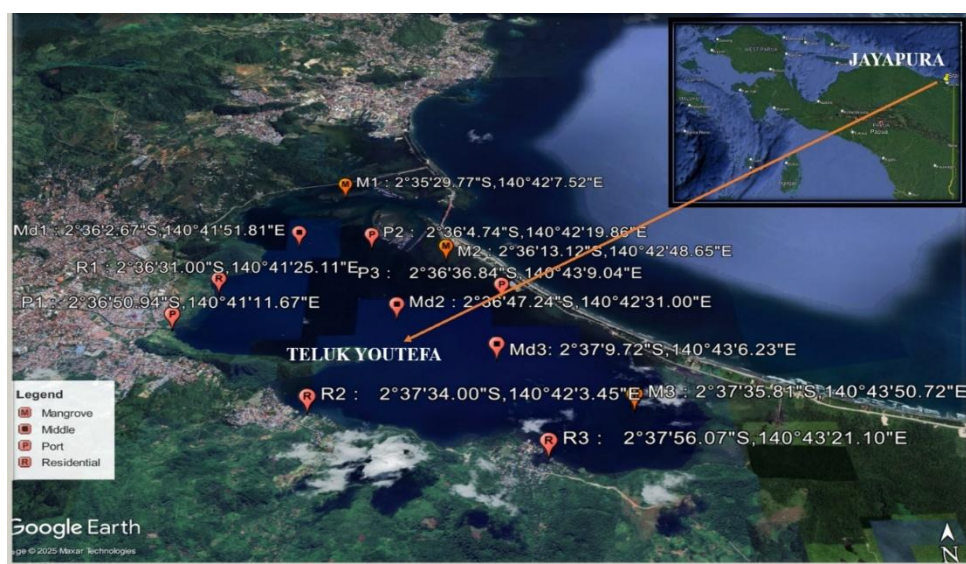 JAYAPURA
WEST PAPUA
Papua
M1 : 2°35'29.77"S,140°42'7.52"E
Md1 : 2°36'2.67"S,140°41'51.81"E
P2 : 2°36'4.74"S,140°42'19.86"E
M2 : 2°36'13.12"S,140°42'48.65"E
R1 : 2°36'31.00"S,140°41'25.11"E
P3 : 2°36'36.84"S,140°43'9.04"E
P1 : 2°36'50.94"S,140°41'11.67"E
Md2 : 2°36'47.24"S,140°42'31.00"E
TELUK YOUTEFA
Md3: 2°37'9.72"S,140°43'6.23"E
R2 : 2°37'34.00"S,140°42'3.45"E
M3 : 2°37'35.81"S,140°43'50.72"E
R3 : 2°37'56.07"S,140°43'21.10"E
Legend
M Mangrove
Middle
P Port
R Residential
Google Earth
ge © 2025 Maxar Technologies
N